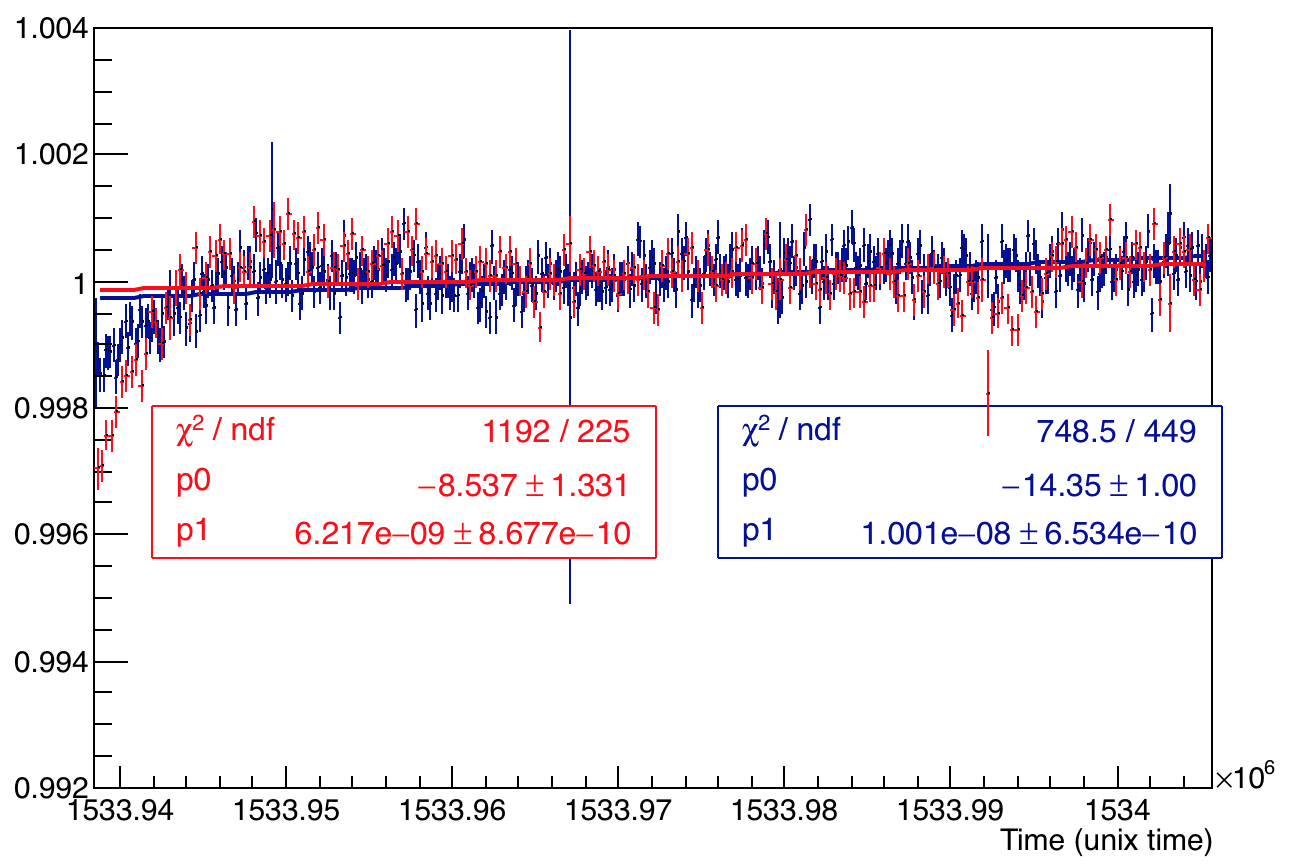 1.004
1.002
1
0.998
0.996
0.994
0.992
χ² / ndf 1192 / 225
p0 −8.537 ± 1.331
p1 6.217e−09 ± 8.677e−10
χ² / ndf 748.5 / 449
p0 −14.35 ± 1.00
p1 1.001e−08 ± 6.534e−10
1533.94 1533.95 1533.96 1533.97 1533.98 1533.99 1534
×10⁶
Time (unix time)